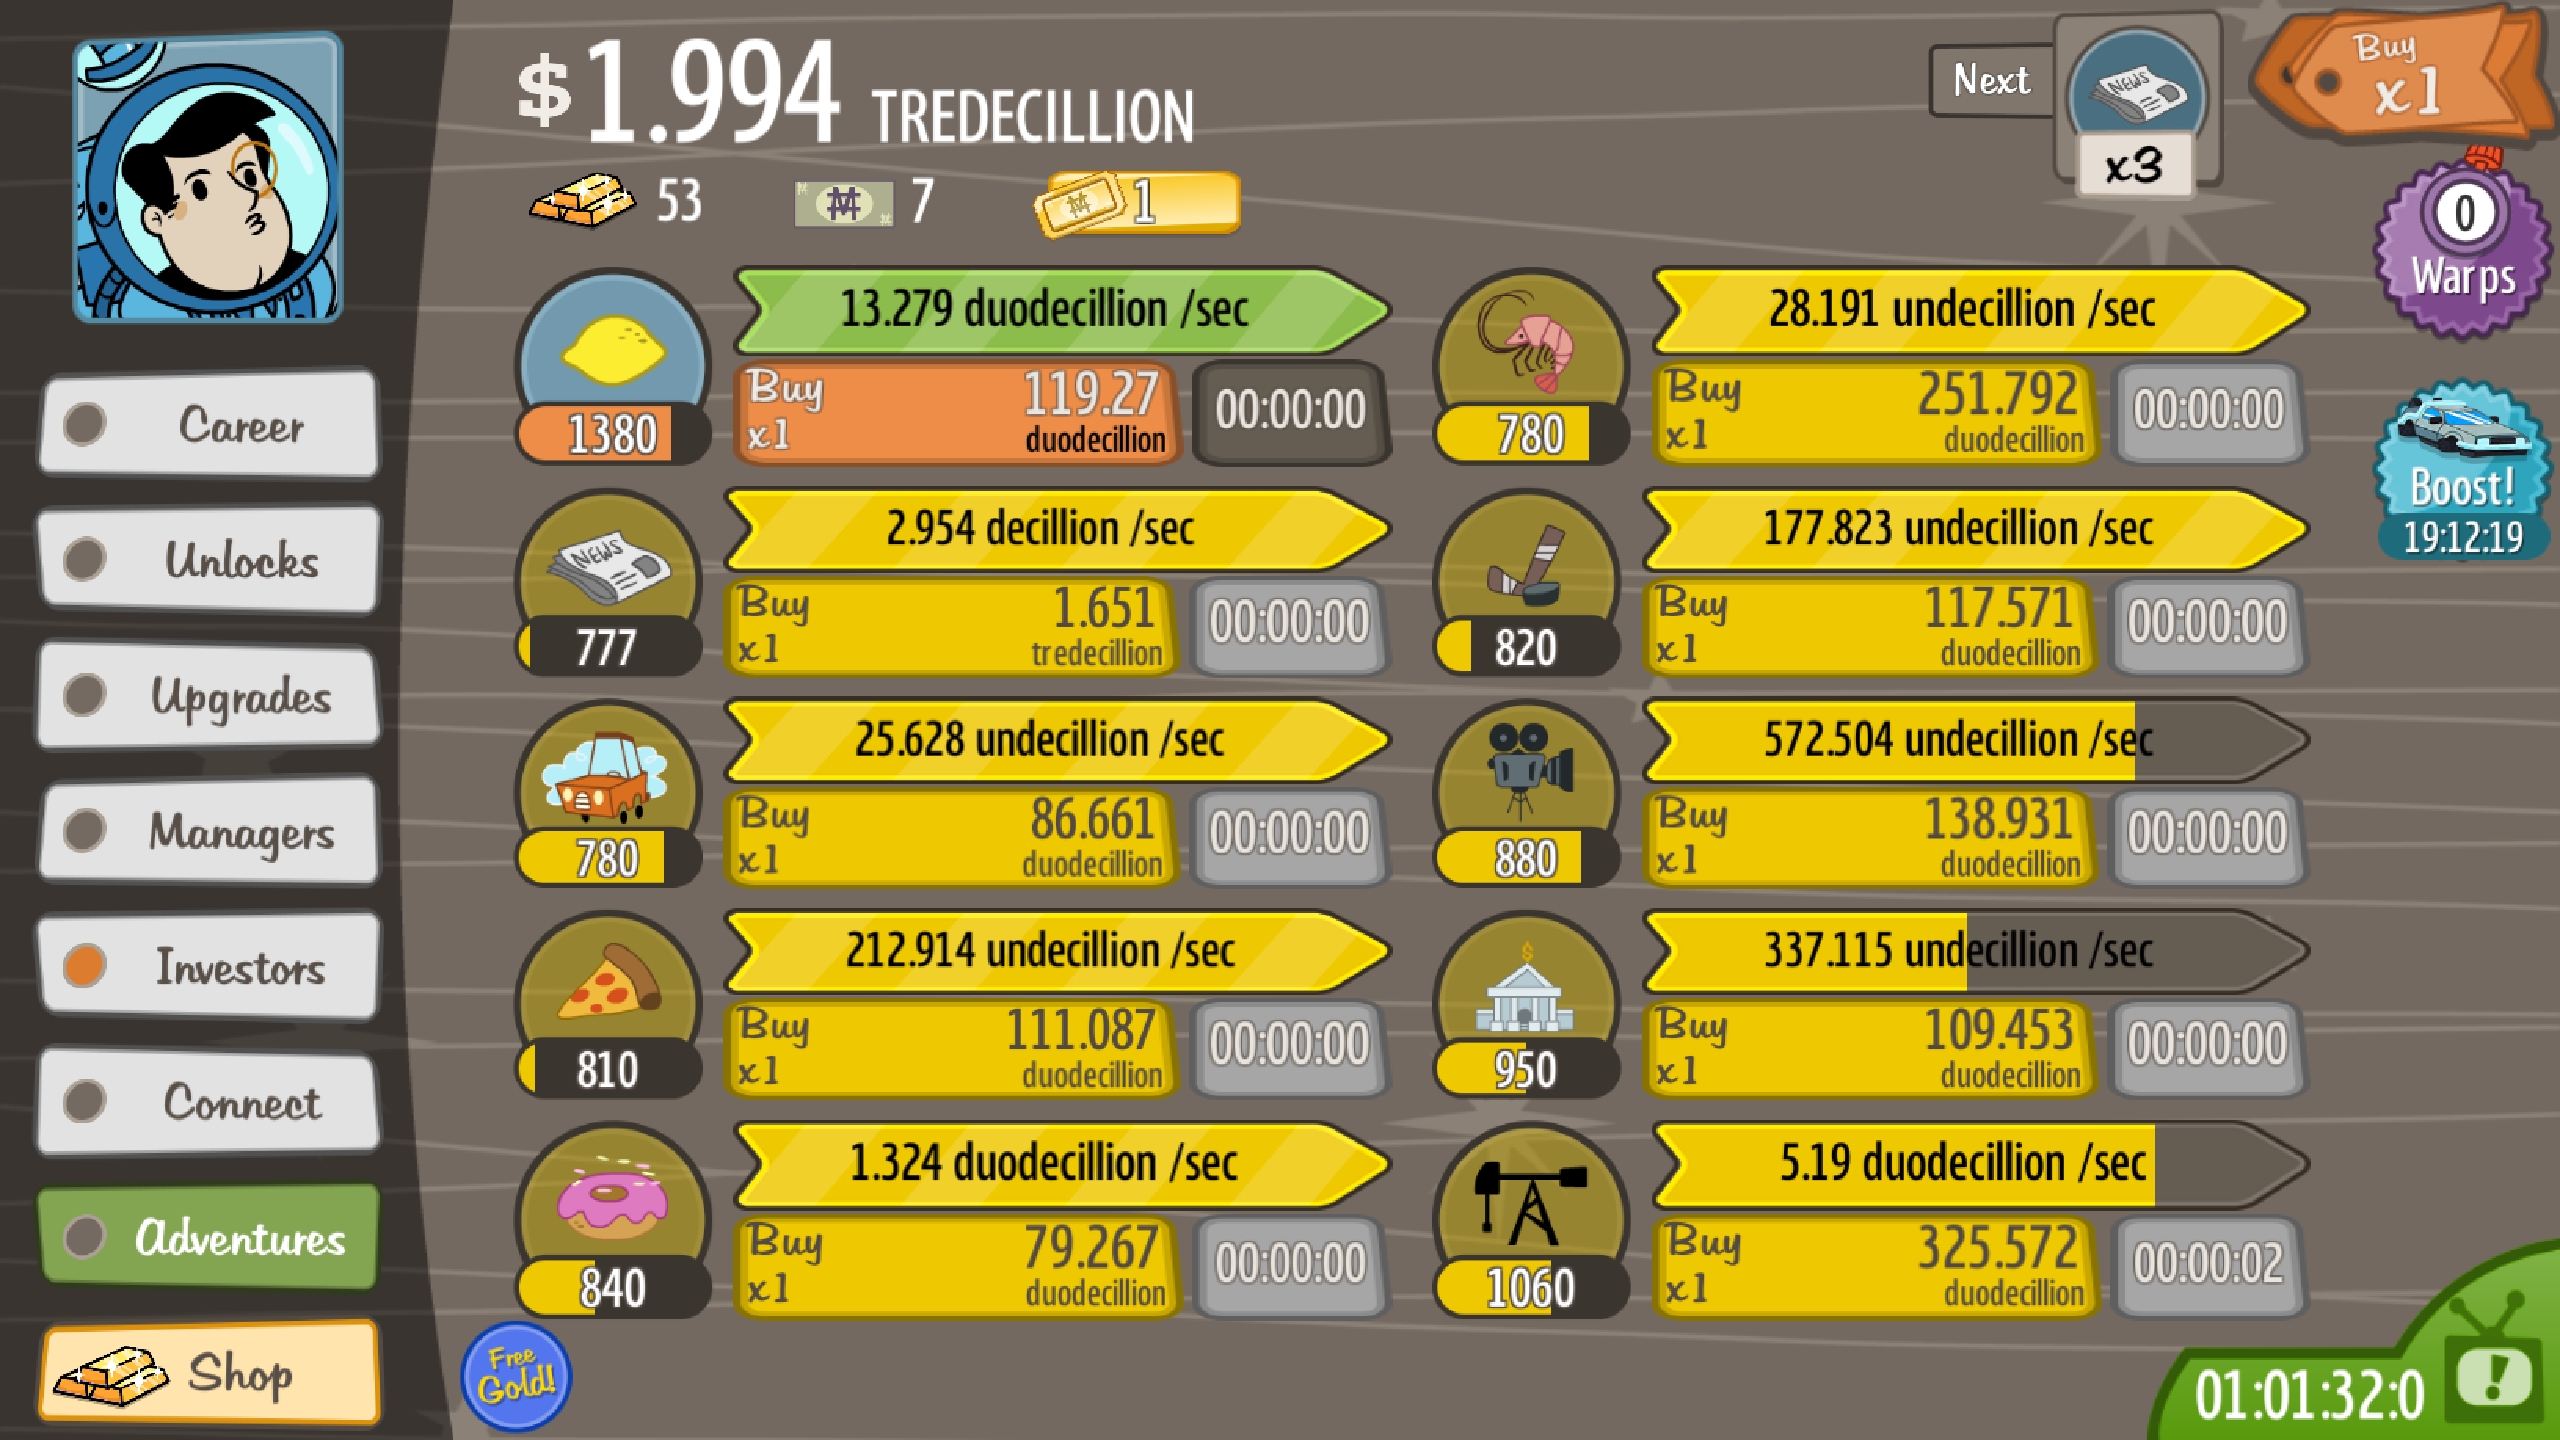 $1.994 TREDECILLION
53 7 1
Next
x3
Buy
x1
0
Warps
Boost!
19:12:19
Career
Unlocks
Upgrades
Managers
Investors
Connect
Adventures
Shop
13.279 duodecillion /sec
1380
Buy
x1
119.27
duodecillion
00:00:00
28.191 undecillion /sec
780
Buy
x1
251.792
duodecillion
00:00:00
NEWS
2.954 decillion /sec
777
Buy
x1
1.651
tredecillion
00:00:00
177.823 undecillion /sec
820
Buy
x1
117.571
duodecillion
00:00:00
25.628 undecillion /sec
780
Buy
x1
86.661
duodecillion
00:00:00
572.504 undecillion /sec
880
Buy
x1
138.931
duodecillion
00:00:00
212.914 undecillion /sec
810
Buy
x1
111.087
duodecillion
00:00:00
337.115 undecillion /sec
950
Buy
x1
109.453
duodecillion
00:00:00
1.324 duodecillion /sec
840
Buy
x1
79.267
duodecillion
00:00:00
5.19 duodecillion /sec
1060
Buy
x1
325.572
duodecillion
00:00:02
Free
Gold!
01:01:32:0
!
NEWS